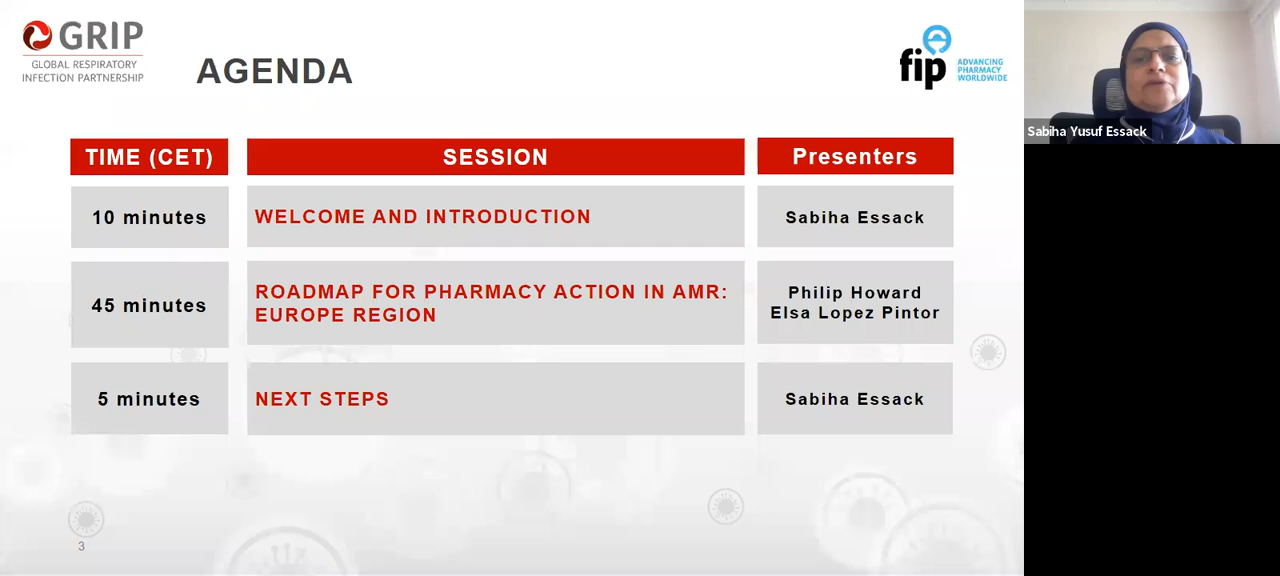 GRIP
GLOBAL RESPIRATORY
INFECTION PARTNERSHIP
AGENDA
fip
ADVANCING
PHARMACY
WORLDWIDE
Sabiha Yusuf Essack
TIME (CET) SESSION Presenters
10 minutes WELCOME AND INTRODUCTION Sabiha Essack
45 minutes ROADMAP FOR PHARMACY ACTION IN AMR:
EUROPE REGION
Philip Howard
Elsa Lopez Pintor
5 minutes NEXT STEPS Sabiha Essack
3